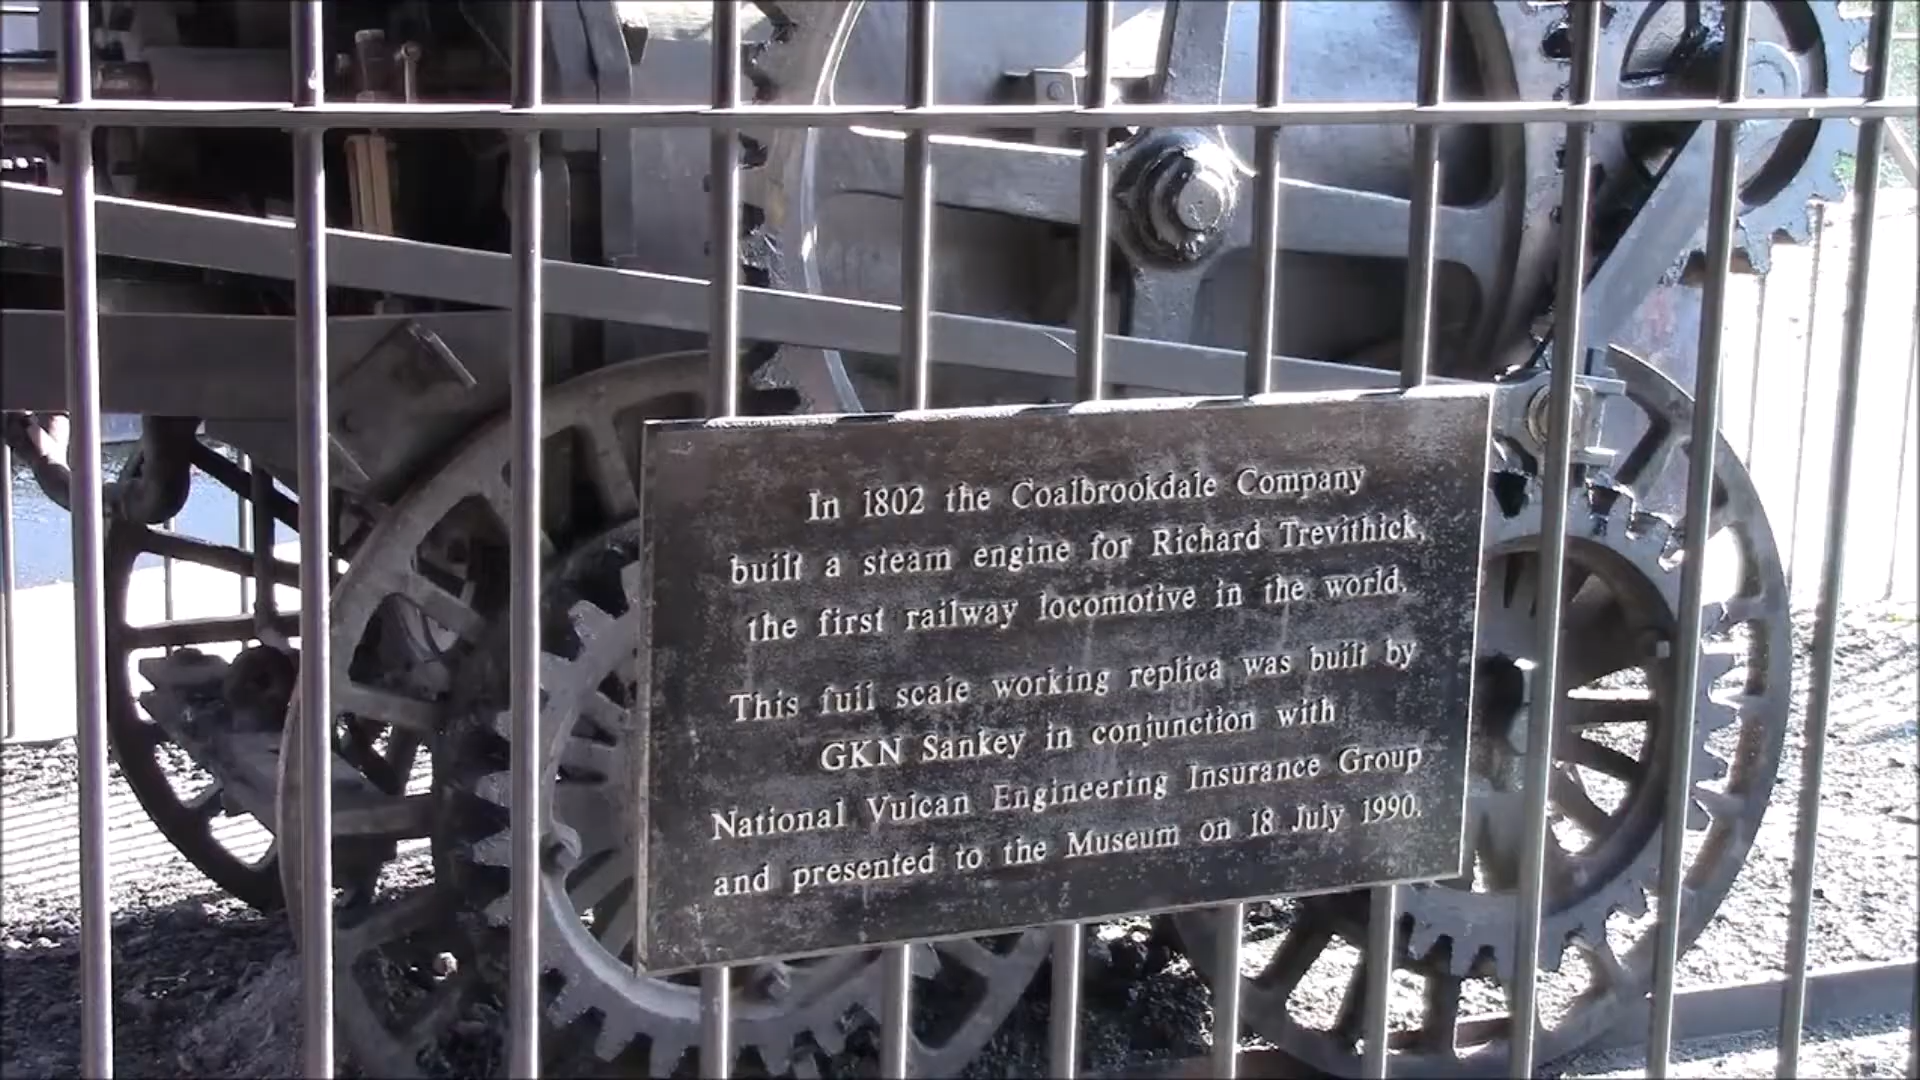 In 1802 the Coalbrookdale Company
built a steam engine for Richard Trevithick,
the first railway locomotive in the world.
This full scale working replica was built by
GKN Sankey in conjunction with
National Vulcan Engineering Insurance Group
and presented to the Museum on 18 July 1990.